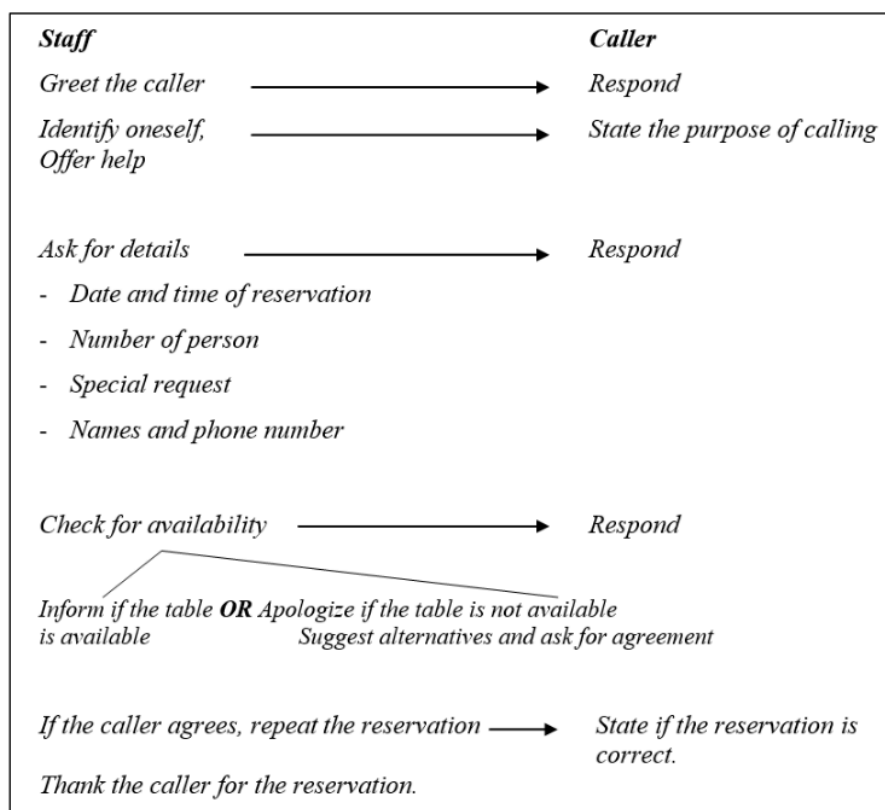 Staff Caller
Greet the caller Respond
Identify oneself, State the purpose of calling
Offer help
Ask for details Respond
- Date and time of reservation
- Number of person
- Special request
- Names and phone number
Check for availability Respond
Inform if the table OR Apologize if the table is not available
is available Suggest alternatives and ask for agreement
If the caller agrees, repeat the reservation State if the reservation is
correct.
Thank the caller for the reservation.